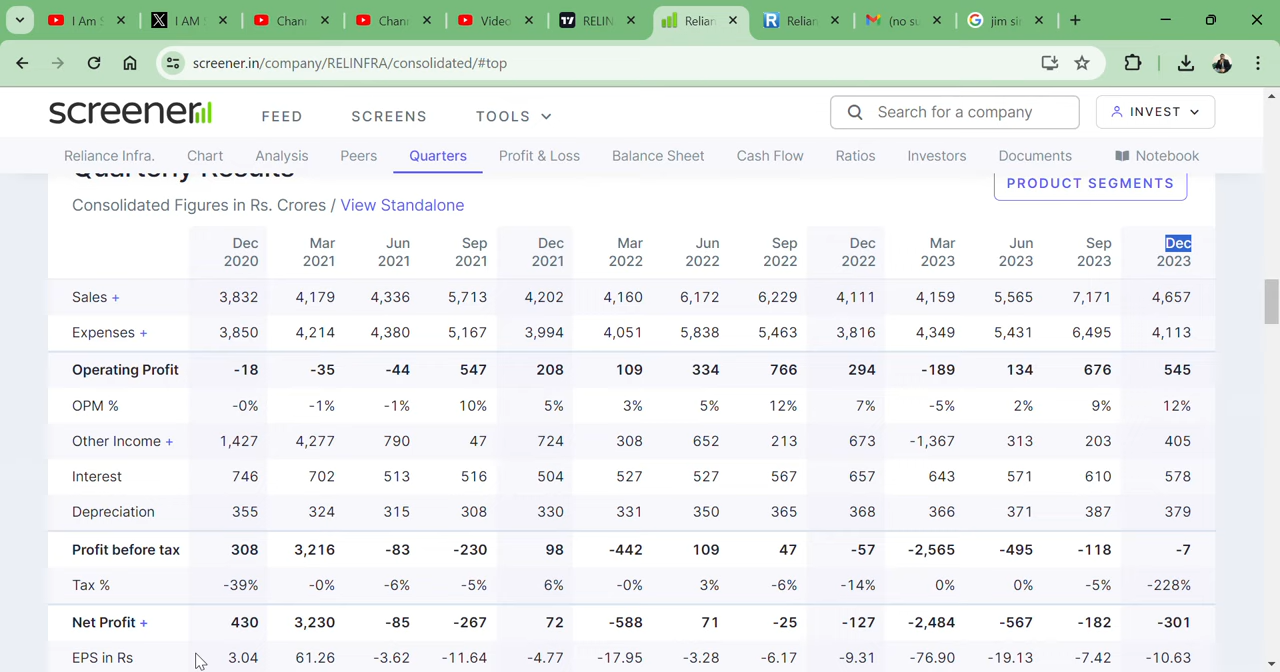 I Am
I AM
Chann
Chann
Video
RELIN
Relian
Relian
(no su
jim si
screener.in/company/RELINFRA/consolidated/#top
screener
FEED
SCREENS
TOOLS
Search for a company
INVEST
Reliance Infra.
Chart
Analysis
Peers
Quarters
Profit & Loss
Balance Sheet
Cash Flow
Ratios
Investors
Documents
Notebook
Quarterly Results
PRODUCT SEGMENTS
Consolidated Figures in Rs. Crores / View Standalone
Dec 2020 Mar 2021 Jun 2021 Sep 2021 Dec 2021 Mar 2022 Jun 2022 Sep 2022 Dec 2022 Mar 2023 Jun 2023 Sep 2023 Dec 2023
Sales + 3,832 4,179 4,336 5,713 4,202 4,160 6,172 6,229 4,111 4,159 5,565 7,171 4,657
Expenses + 3,850 4,214 4,380 5,167 3,994 4,051 5,838 5,463 3,816 4,349 5,431 6,495 4,113
Operating Profit -18 -35 -44 547 208 109 334 766 294 -189 134 676 545
OPM % -0% -1% -1% 10% 5% 3% 5% 12% 7% -5% 2% 9% 12%
Other Income + 1,427 4,277 790 47 724 308 652 213 673 -1,367 313 203 405
Interest 746 702 513 516 504 527 527 567 657 643 571 610 578
Depreciation 355 324 315 308 330 331 350 365 368 366 371 387 379
Profit before tax 308 3,216 -83 -230 98 -442 109 47 -57 -2,565 -495 -118 -7
Tax % -39% -0% -6% -5% 6% -0% 3% -6% -14% 0% 0% -5% -228%
Net Profit + 430 3,230 -85 -267 72 -588 71 -25 -127 -2,484 -567 -182 -301
EPS in Rs 3.04 61.26 -3.62 -11.64 -4.77 -17.95 -3.28 -6.17 -9.31 -76.90 -19.13 -7.42 -10.63